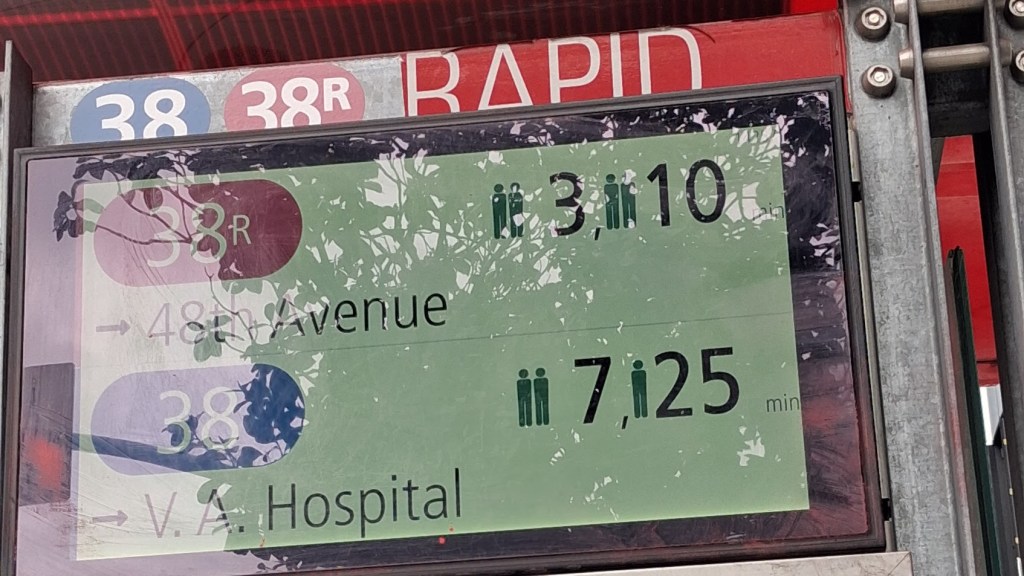 38 38R RAPID
38R 3, 10 min
→ 48th Avenue
38 7, 25 min
→ V. A. Hospital